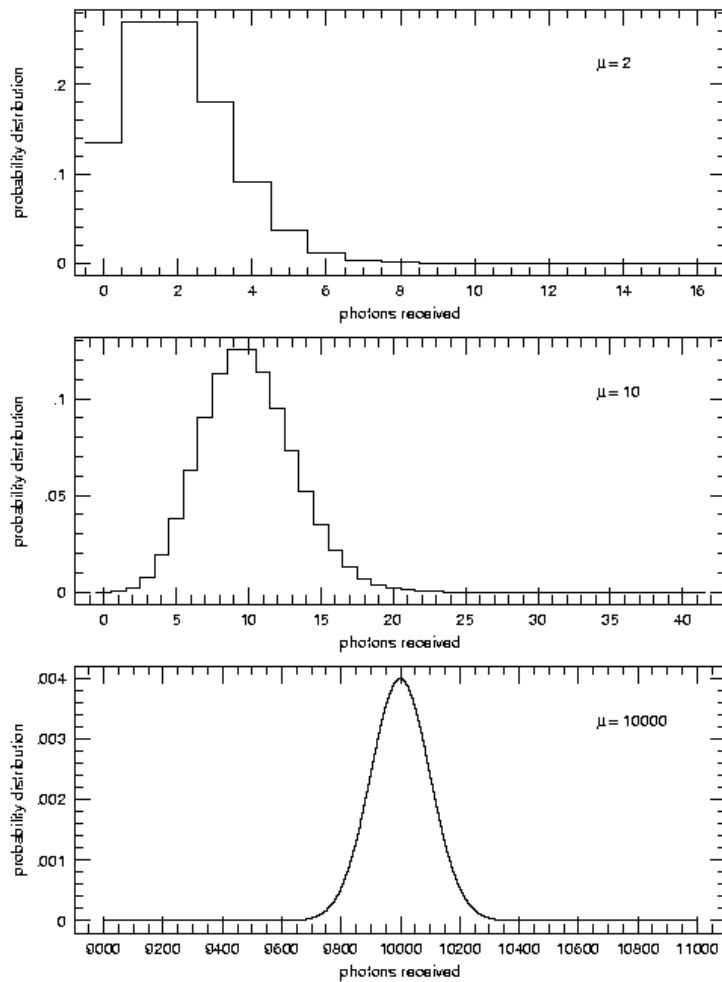 .2
.1
0
probability distribution
μ = 2
0 2 4 6 8 10 12 14 16
photons received
.1
.05
0
probability distribution
μ = 10
0 5 10 15 20 25 30 35 40
photons received
.004
.003
.002
.001
0
probability distribution
μ = 10000
9000 9200 9400 9600 9800 10000 10200 10400 10600 10800 11000
photons received